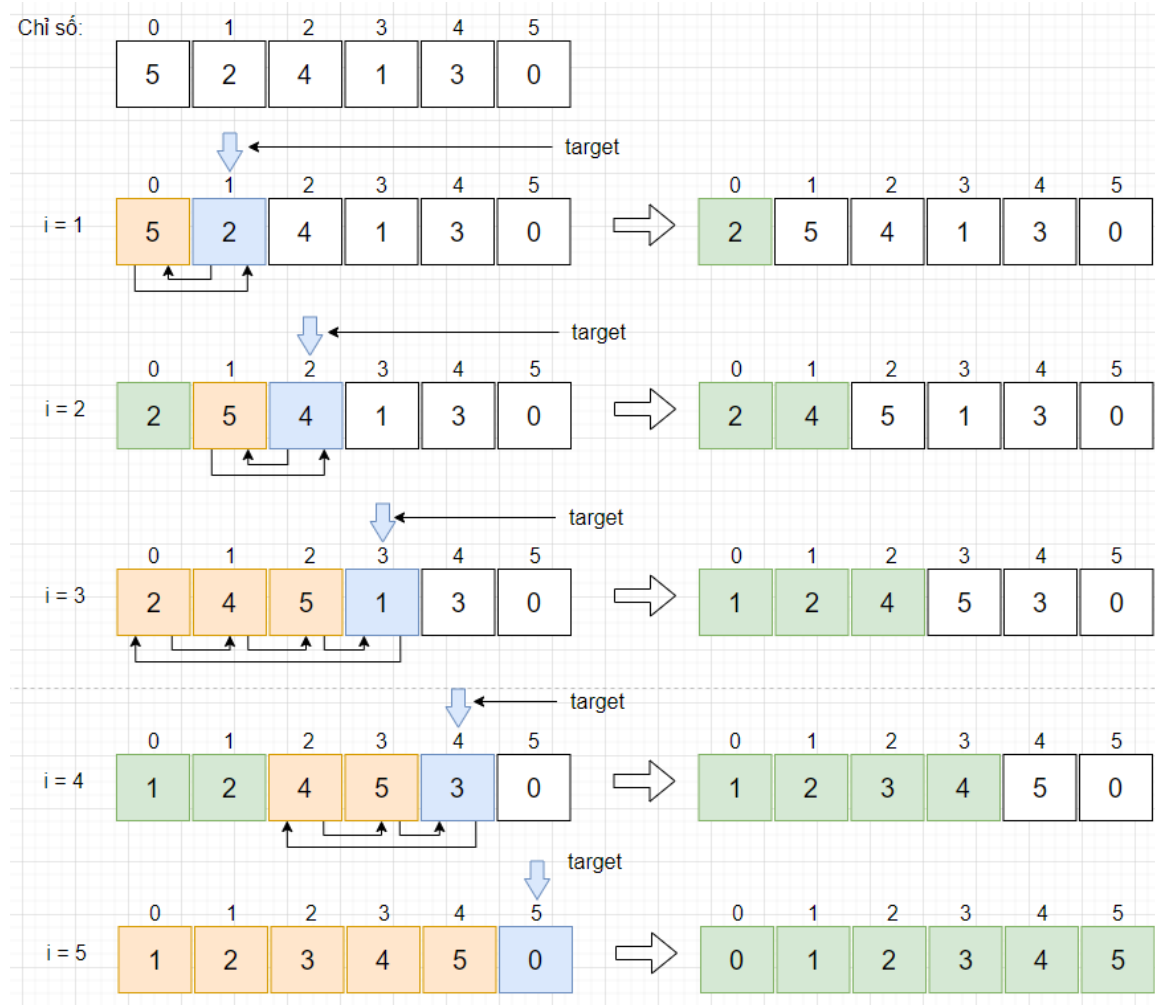 Chỉ số: 0 1 2 3 4 5
5 2 4 1 3 0
target
0 1 2 3 4 5 0 1 2 3 4 5
i = 1 5 2 4 1 3 0 2 5 4 1 3 0
target
0 1 2 3 4 5 0 1 2 3 4 5
i = 2 2 5 4 1 3 0 2 4 5 1 3 0
target
0 1 2 3 4 5 0 1 2 3 4 5
i = 3 2 4 5 1 3 0 1 2 4 5 3 0
target
0 1 2 3 4 5 0 1 2 3 4 5
i = 4 1 2 4 5 3 0 1 2 3 4 5 0
target
0 1 2 3 4 5 0 1 2 3 4 5
i = 5 1 2 3 4 5 0 0 1 2 3 4 5